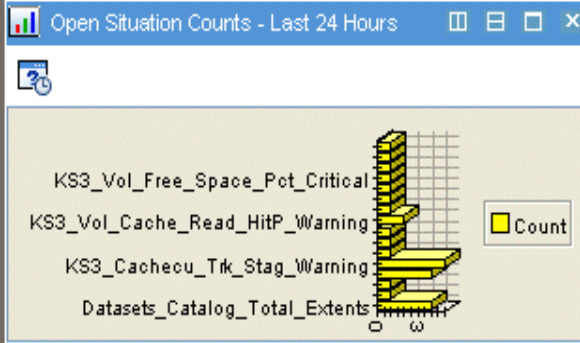 Open Situation Counts - Last 24 Hours
KS3_Vol_Free_Space_Pct_Critical
KS3_Vol_Cache_Read_HitP_Warning
KS3_Cachecu_Trk_Stag_Warning
Datasets_Catalog_Total_Extents
Count
0
3